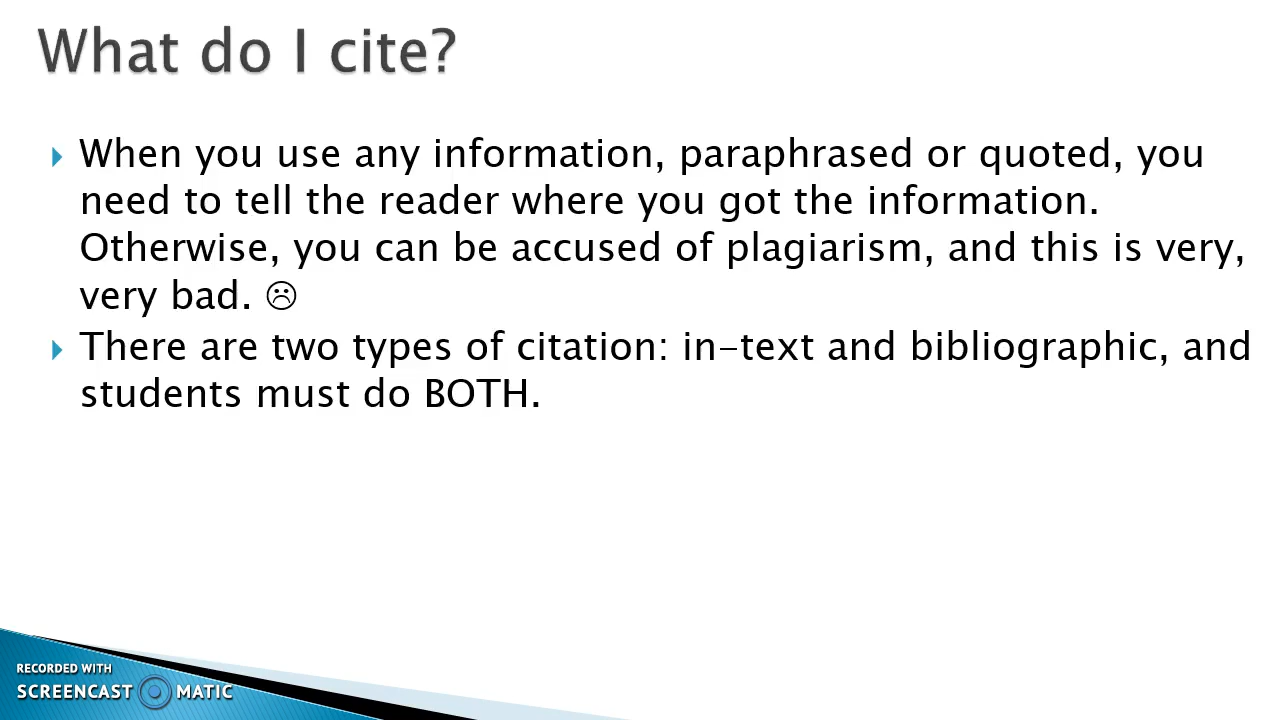 What do I cite?
When you use any information, paraphrased or quoted, you
need to tell the reader where you got the information.
Otherwise, you can be accused of plagiarism, and this is very,
very bad. ☹
There are two types of citation: in-text and bibliographic, and
students must do BOTH.
RECORDED WITH
SCREENCAST MATIC